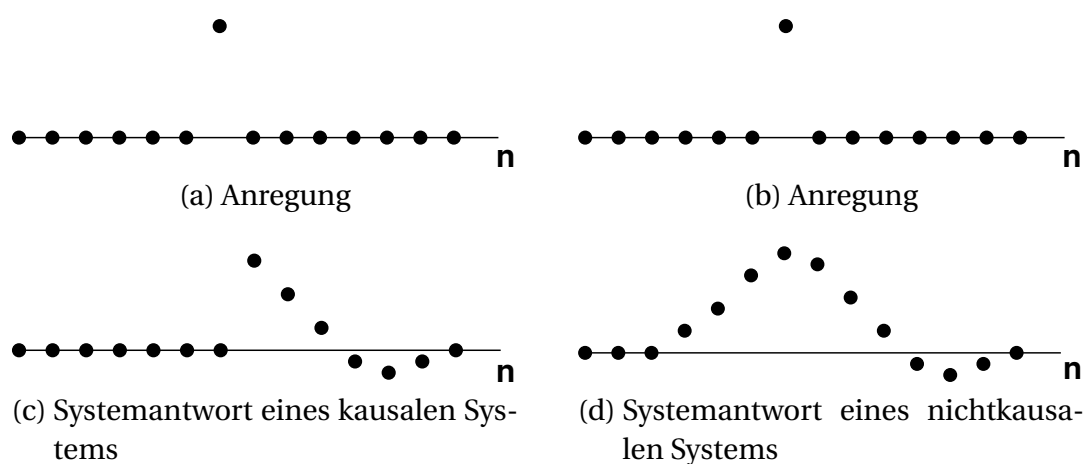 n
n
(a) Anregung
(b) Anregung
n
n
(c) Systemantwort eines kausalen Sys-
tems
(d) Systemantwort eines nichtkausa-
len Systems